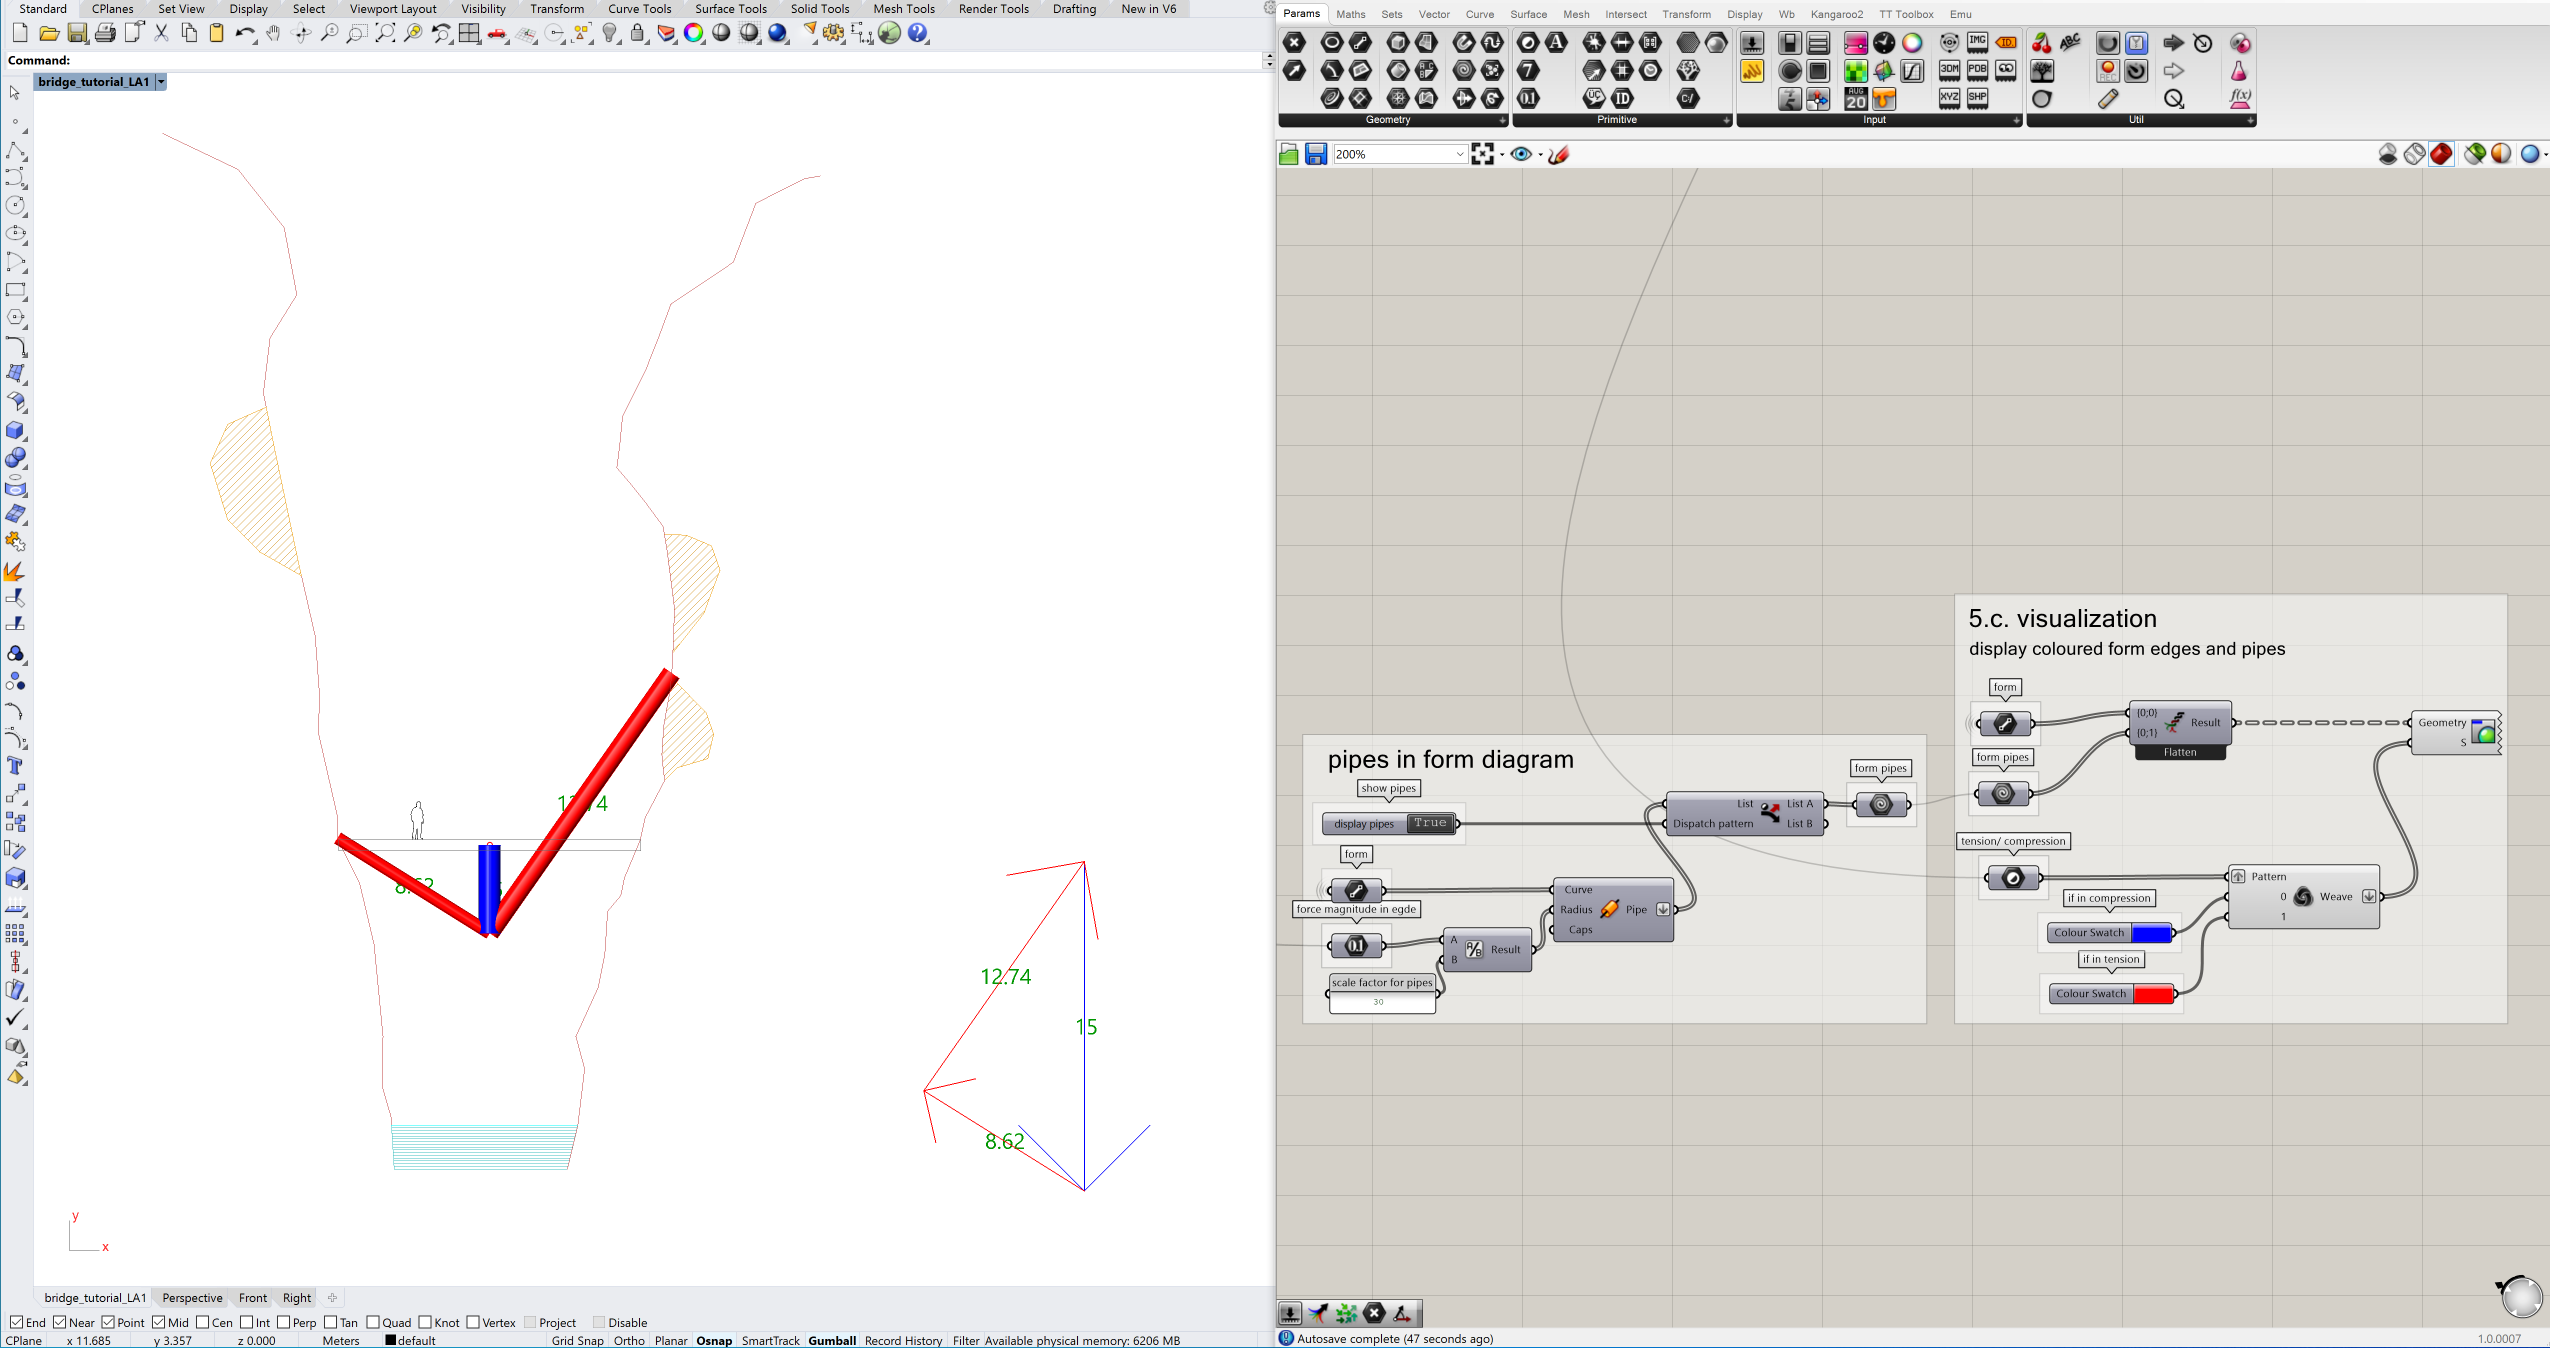 Standard CPlanes Set View Display Select Viewport Layout Visibility Transform Curve Tools Surface Tools Solid Tools Mesh Tools Render Tools Drafting New in V6
Command:
bridge_tutorial_LA1
8.62
12.74
15
8.62
y
x
bridge_tutorial_LA1 Perspective Front Right
End Near Point Mid Cen Int Perp Tan Quad Knot Vertex Project Disable
CPlane x 11.685 y 3.357 z 0.000 Meters default Grid Snap Ortho Planar Osnap SmartTrack Gumball Record History Filter Available physical memory: 6206 MB
Params Maths Sets Vector Curve Surface Mesh Intersect Transform Display Wb Kangaroo2 TT Toolbox Emu
Geometry Primitive Input Util
200%
pipes in form diagram
show pipes
display pipes True
form
force magnitude in egde
0.1
scale factor for pipes
30
A
B
Result
Curve
Radius
Caps
Pipe
List
Dispatch pattern
List A
List B
form pipes
5.c. visualization
display coloured form edges and pipes
form
form pipes
{0;0}
{0;1}
Result
Flatten
Geometry
S
tension/ compression
if in compression
Colour Swatch
if in tension
Colour Swatch
Pattern
0
1
Weave
Autosave complete (47 seconds ago)
1.0.0007